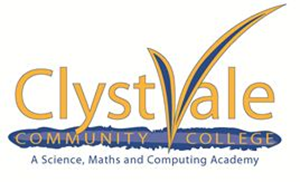 ClystVale
COMMUNITY COLLEGE
A Science, Maths and Computing Academy